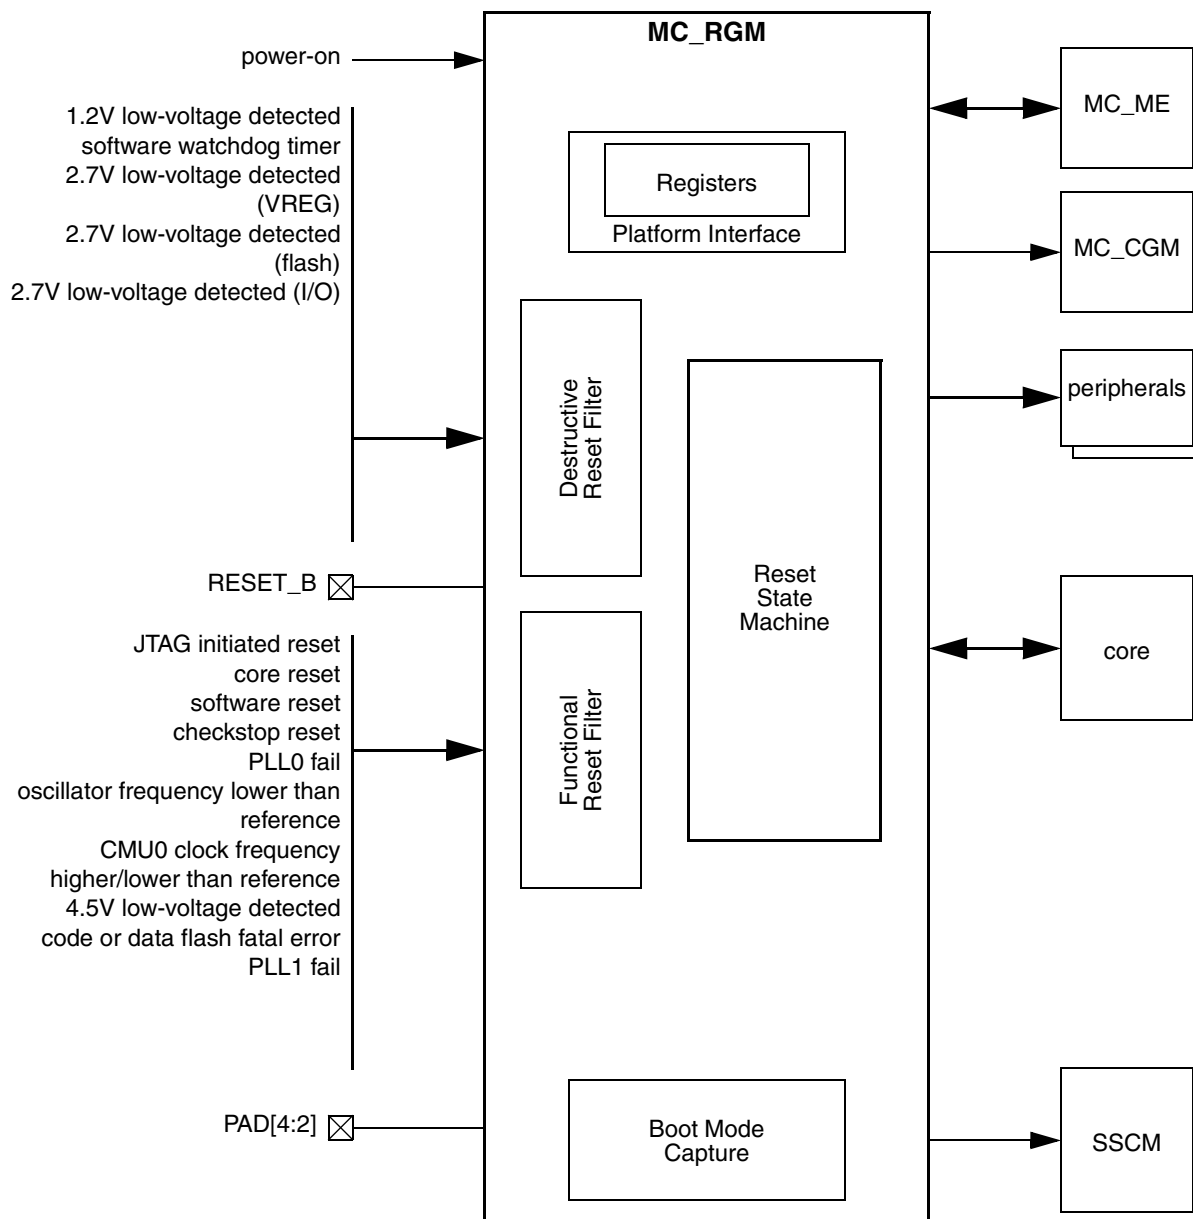 MC_RGM
power-on
1.2V low-voltage detected
software watchdog timer
2.7V low-voltage detected
(VREG)
2.7V low-voltage detected
(flash)
2.7V low-voltage detected (I/O)
RESET_B
JTAG initiated reset
core reset
software reset
checkstop reset
PLL0 fail
oscillator frequency lower than
reference
CMU0 clock frequency
higher/lower than reference
4.5V low-voltage detected
code or data flash fatal error
PLL1 fail
PAD[4:2]
Registers
Platform Interface
Destructive
Reset Filter
Functional
Reset Filter
Reset
State
Machine
Boot Mode
Capture
MC_ME
MC_CGM
peripherals
core
SSCM